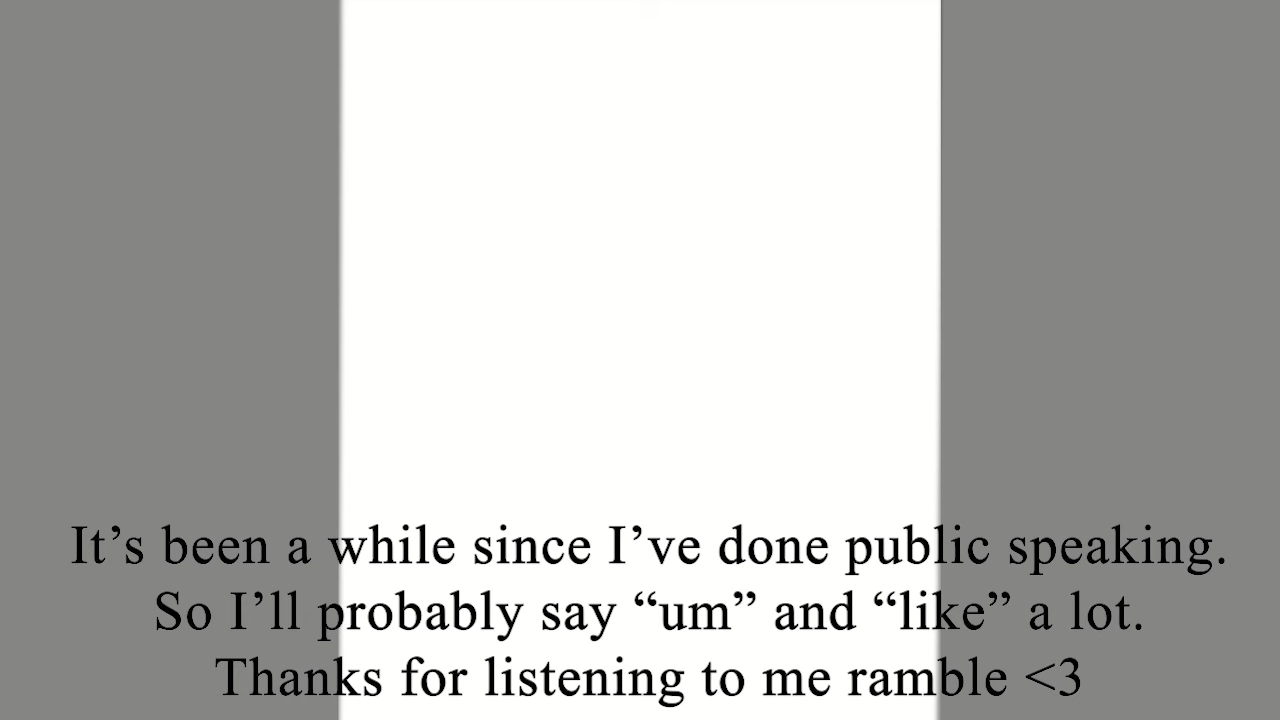 It’s been a while since I’ve done public speaking.
So I’ll probably say “um” and “like” a lot.
Thanks for listening to me ramble <3